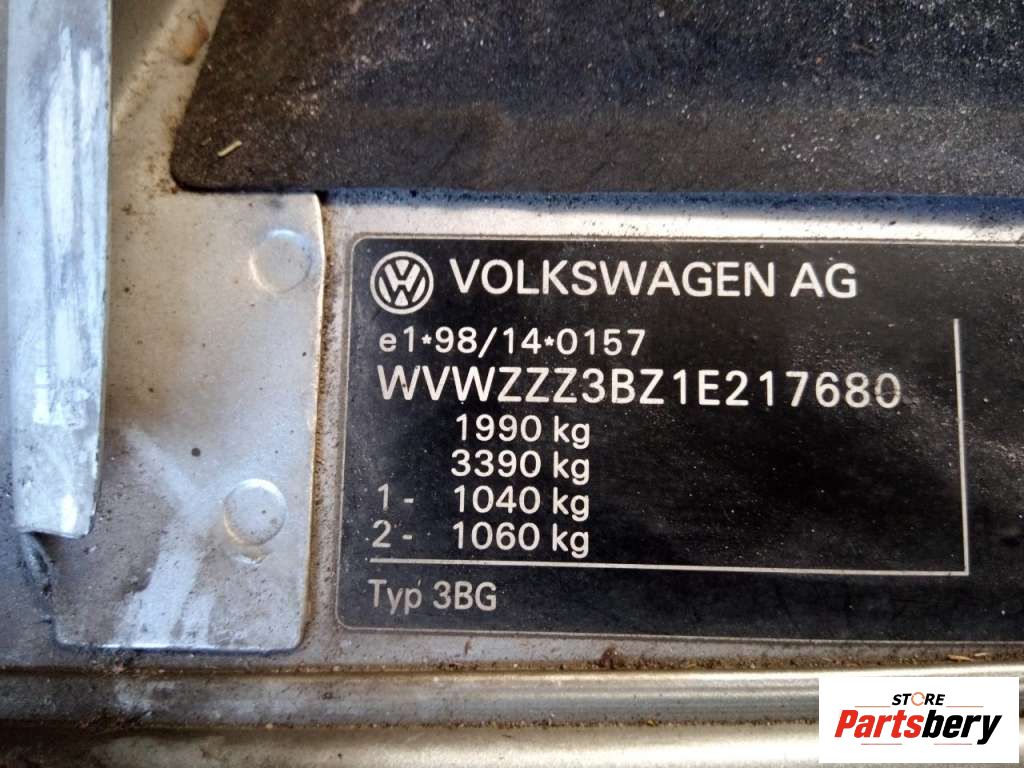 VOLKSWAGEN AG
e1*98/14*0157
WVWZZZ3BZ1E217680
1990 kg
3390 kg
1- 1040 kg
2- 1060 kg
Typ 3BG
STORE
Partsbery